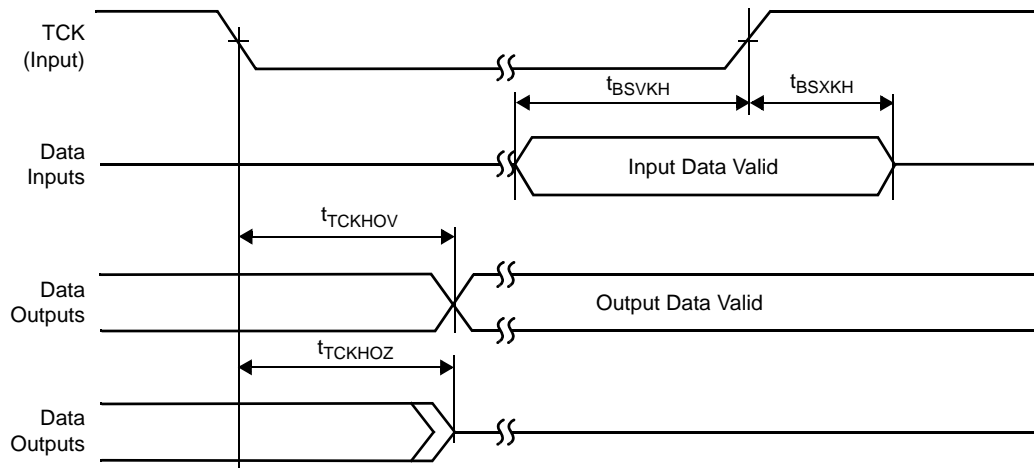 TCK
(Input)
tBSVKH
tBSXKH
Data
Inputs
Input Data Valid
tTCKHOV
Data
Outputs
Output Data Valid
tTCKHOZ
Data
Outputs